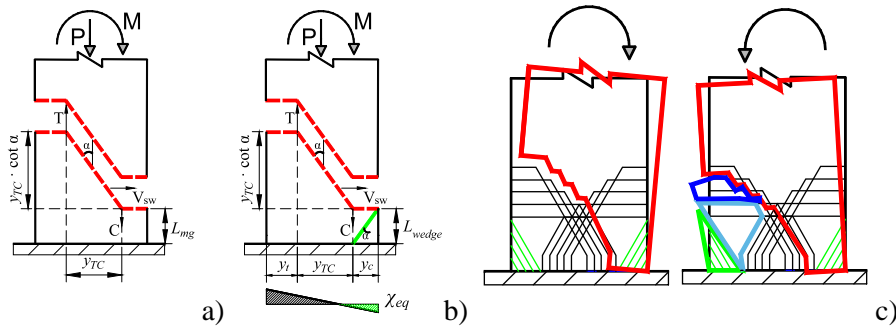 P M
T
α
y_TC · cot α
V_sw
C
L_mg
y_TC
a)
P M
T
α
y_TC · cot α
V_sw
C
α
L_wedge
y_t y_TC y_c
χ_eq
b)
c)